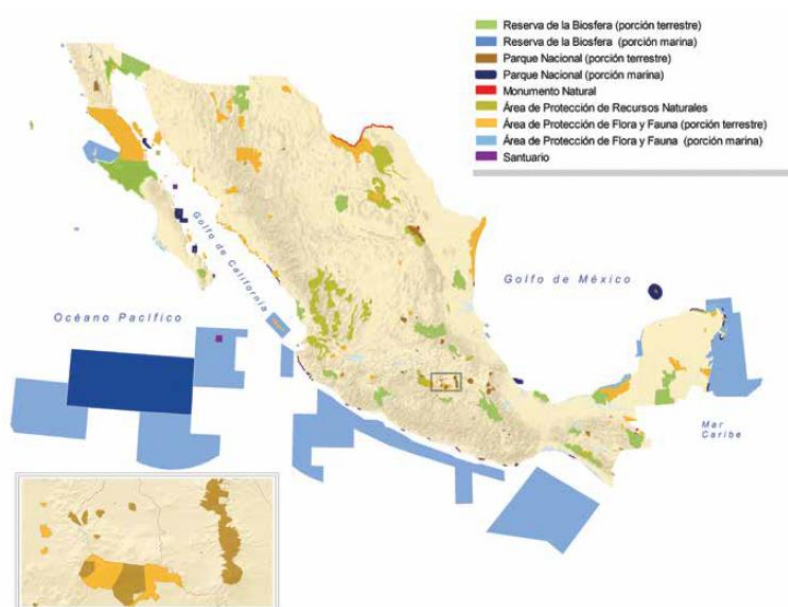 Reserva de la Biosfera (porción terrestre)
Reserva de la Biosfera (porción marina)
Parque Nacional (porción terrestre)
Parque Nacional (porción marina)
Monumento Natural
Área de Protección de Recursos Naturales
Área de Protección de Flora y Fauna (porción terrestre)
Área de Protección de Flora y Fauna (porción marina)
Santuario
Golfo de California
Golfo de México
Océano Pacífico
Mar
Caribe